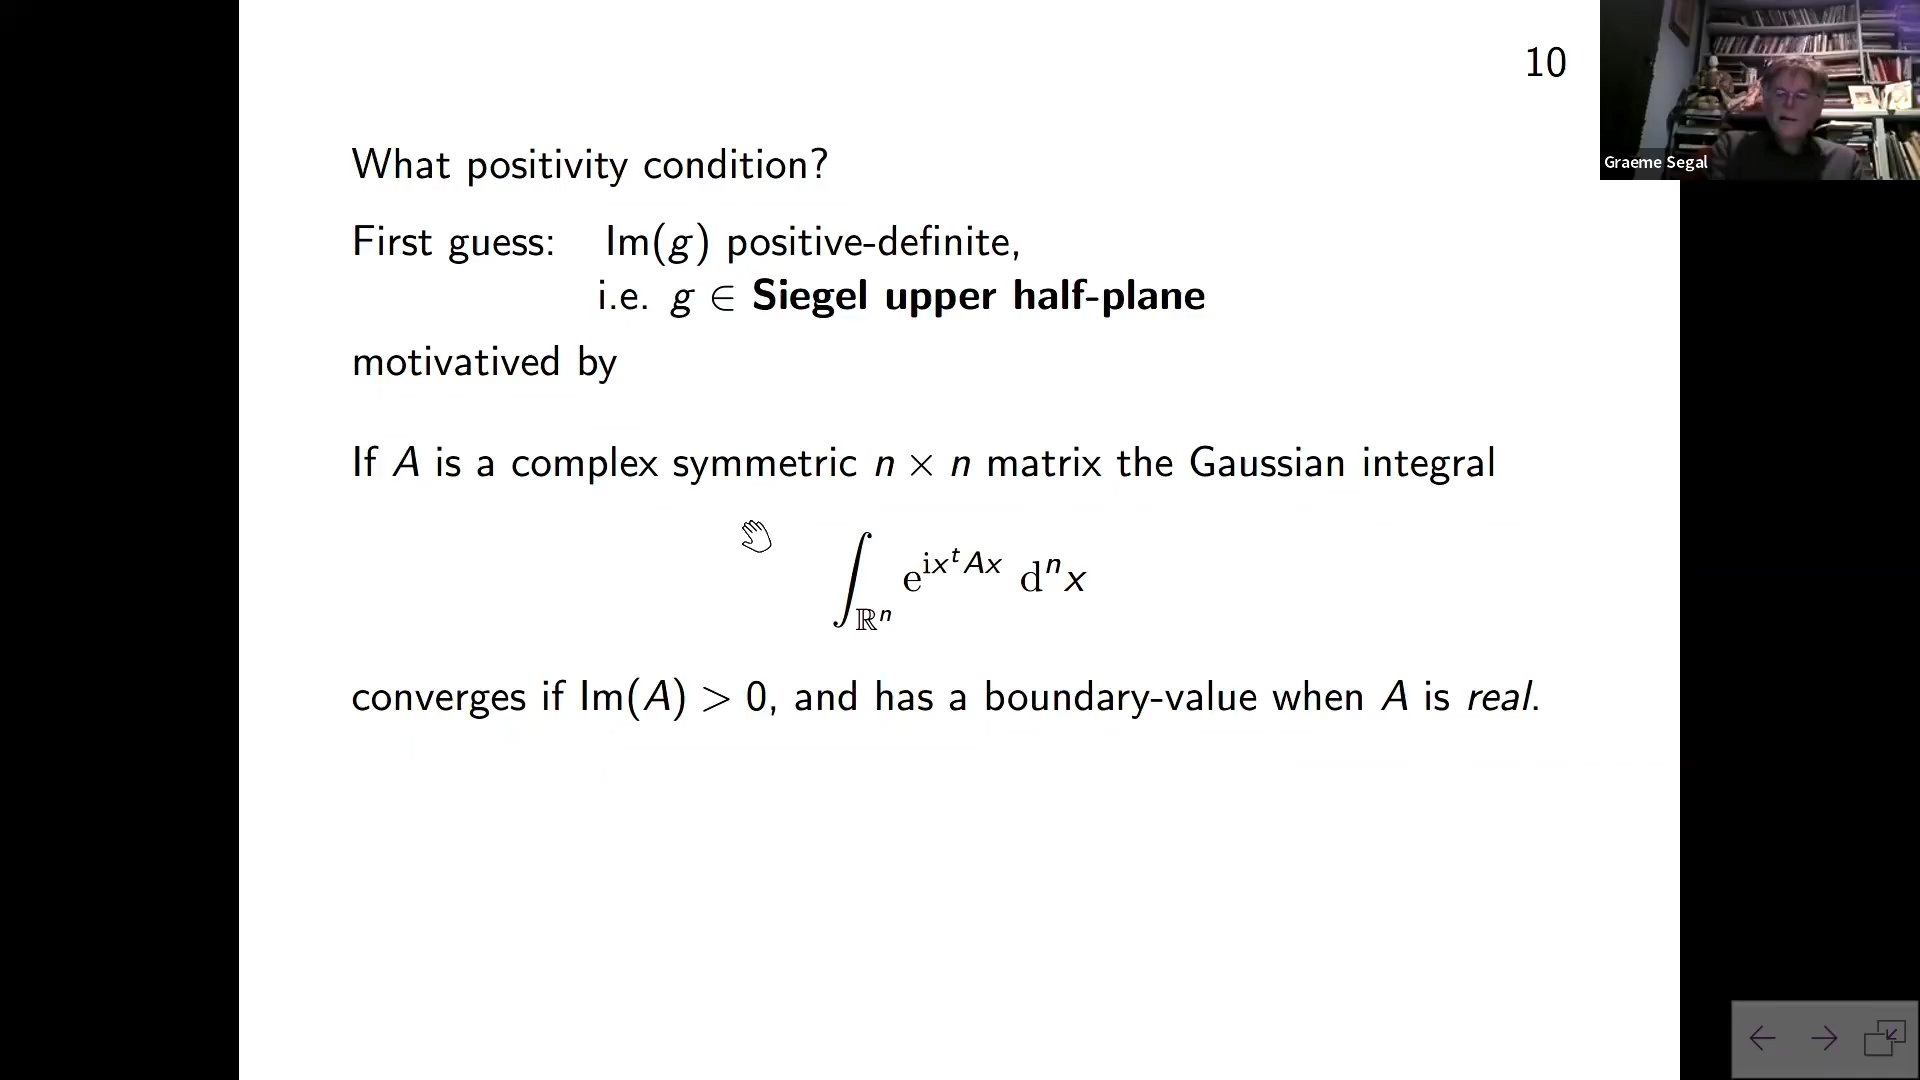 10
Graeme Segal
What positivity condition?
First guess: Im(g) positive-definite,
i.e. g ∈ Siegel upper half-plane
motivatived by
If A is a complex symmetric n × n matrix the Gaussian integral
∫_{ℝⁿ} e^{ix^t Ax} dⁿx
converges if Im(A) > 0, and has a boundary-value when A is real.